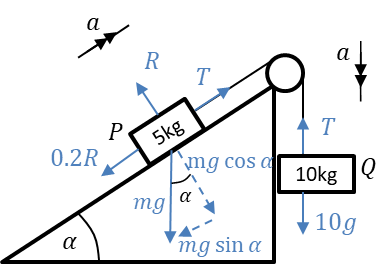 a
a
R
T
P
5kg
0.2R
mg cos α
T
10kg
Q
mg
α
10g
α
mg sin α